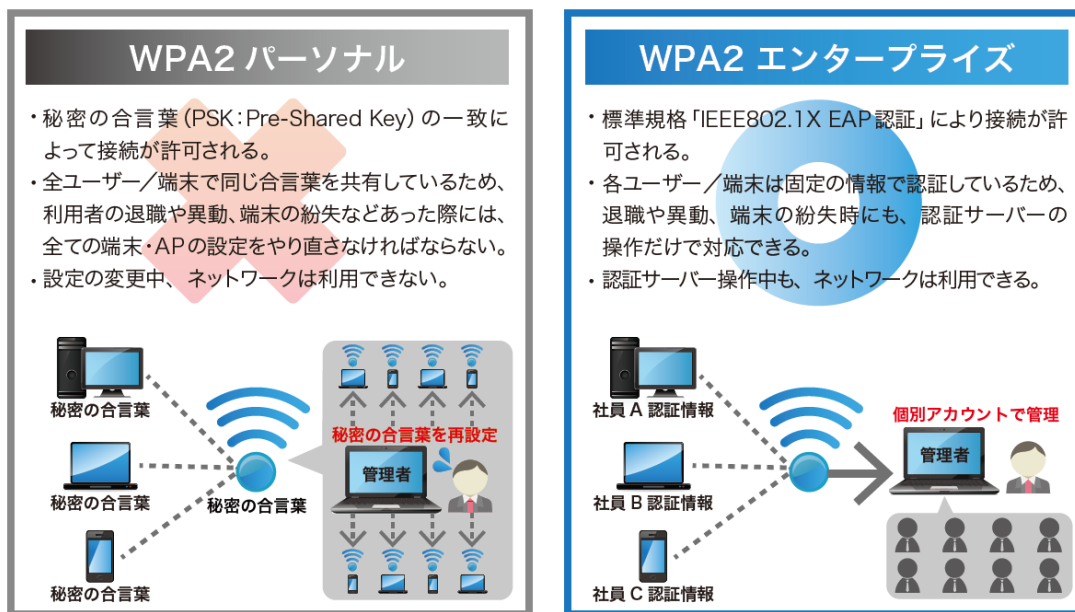 WPA2 パーソナル
・秘密の合言葉(PSK:Pre-Shared Key)の一致に
よって接続が許可される。
・全ユーザー/端末で同じ合言葉を共有しているため、
利用者の退職や異動、端末の紛失などあった際には、
全ての端末・APの設定をやり直さなければならない。
・設定の変更中、ネットワークは利用できない。
秘密の合言葉
秘密の合言葉
秘密の合言葉
秘密の合言葉
秘密の合言葉を再設定
管理者
WPA2 エンタープライズ
・標準規格「IEEE802.1X EAP認証」により接続が許
可される。
・各ユーザー/端末は固定の情報で認証しているため、
退職や異動、端末の紛失時にも、認証サーバーの
操作だけで対応できる。
・認証サーバー操作中も、ネットワークは利用できる。
社員 A 認証情報
社員 B 認証情報
社員 C 認証情報
個別アカウントで管理
管理者